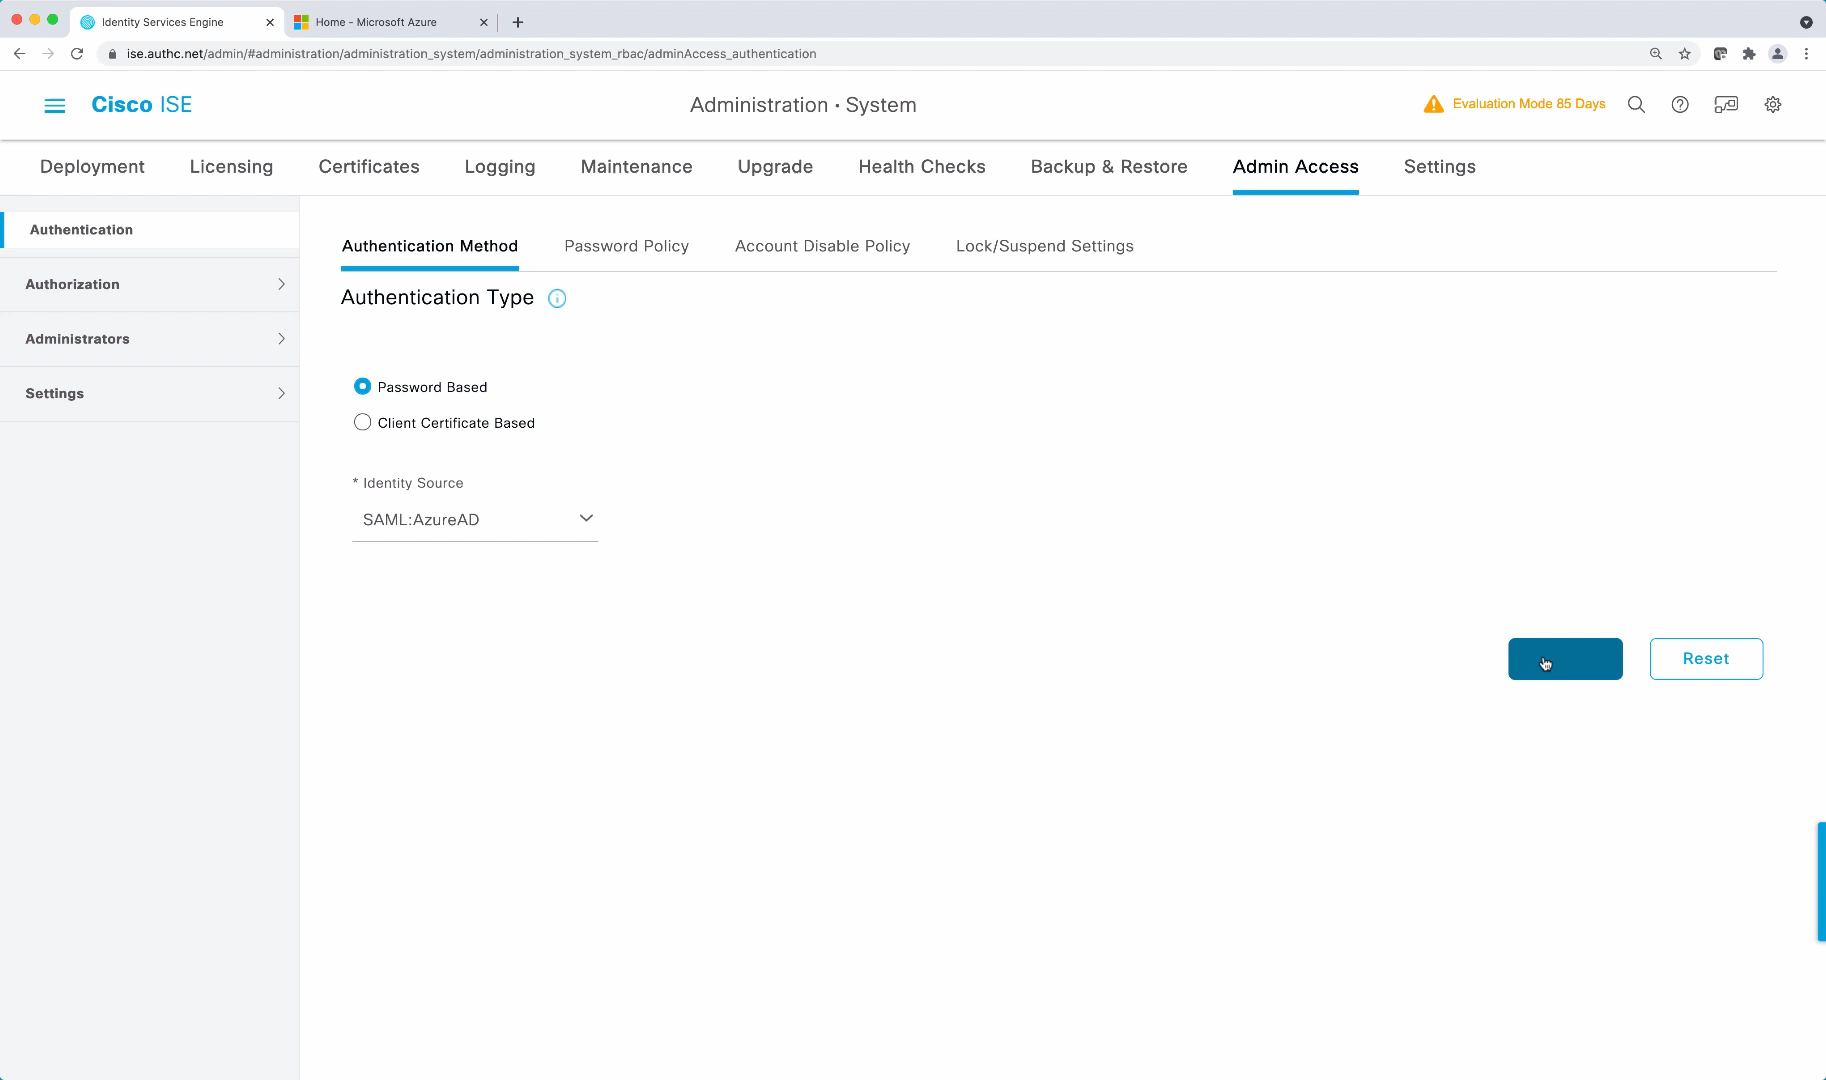 Identity Services Engine
Home - Microsoft Azure
ise.authc.net/admin/#administration/administration_system/administration_system_rbac/adminAccess_authentication
Cisco ISE
Administration · System
Evaluation Mode 85 Days
Deployment
Licensing
Certificates
Logging
Maintenance
Upgrade
Health Checks
Backup & Restore
Admin Access
Settings
Authentication
Authorization
Administrators
Settings
Authentication Method
Password Policy
Account Disable Policy
Lock/Suspend Settings
Authentication Type
Password Based
Client Certificate Based
* Identity Source
SAML:AzureAD
Reset